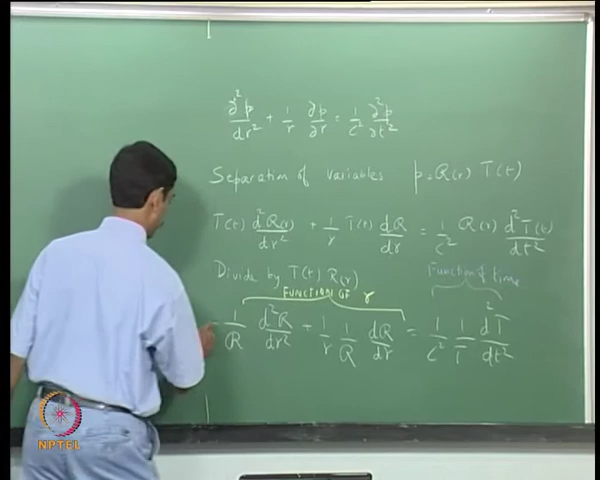 ∂²p/dr² + 1/r ∂p/∂r = 1/c² ∂²p/∂t²
Separation of variables p = R(r) T(t)
T(t) d²R(r)/dr² + 1/r T(t) dR/dr = 1/c² R(r) d²T(t)/dt²
Divide by T(t) R(r)
Function of time
FUNCTION OF r
= 1/R d²R/dr² + 1/r 1/R dR/dr = 1/c² 1/T d²T/dt²
NPTEL